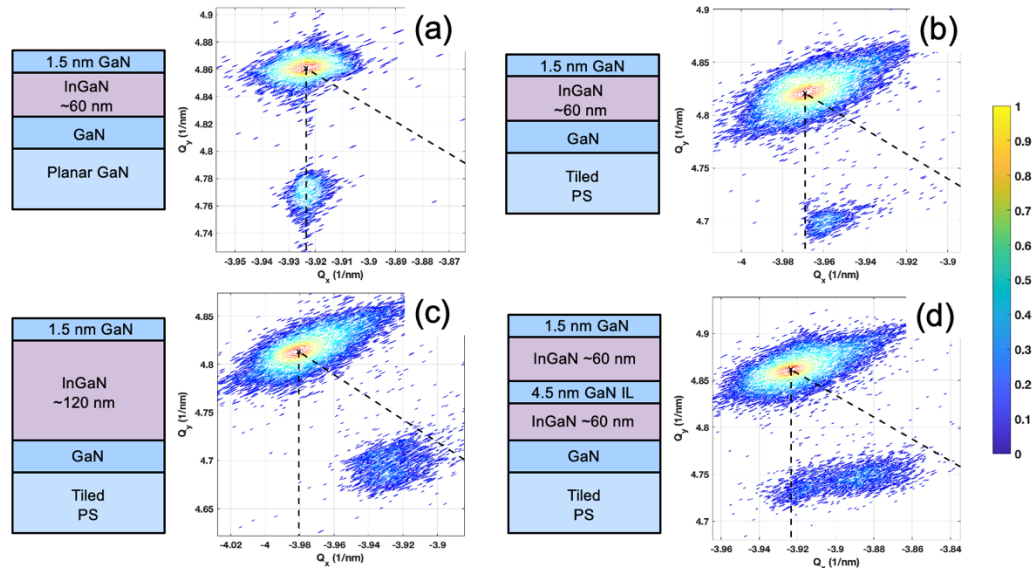 (a)
1.5 nm GaN
InGaN
~60 nm
GaN
Planar GaN
Q_y (1/nm)
4.9
4.88
4.86
4.84
4.82
4.8
4.78
4.76
4.74
-3.95 -3.94 -3.93 -3.92 -3.91 -3.9 -3.89 -3.88 -3.87
Q_x (1/nm)
(b)
1.5 nm GaN
InGaN
~60 nm
GaN
Tiled
PS
Q_y (1/nm)
4.9
4.85
4.8
4.75
4.7
-4 -3.98 -3.96 -3.94 -3.92 -3.9
Q_x (1/nm)
1
0.9
0.8
0.7
0.6
0.5
0.4
0.3
0.2
0.1
0
(c)
1.5 nm GaN
InGaN
~120 nm
GaN
Tiled
PS
Q_y (1/nm)
4.85
4.8
4.75
4.7
4.65
-4.02 -4 -3.98 -3.96 -3.94 -3.92 -3.9
Q_x (1/nm)
(d)
1.5 nm GaN
InGaN ~60 nm
4.5 nm GaN IL
InGaN ~60 nm
GaN
Tiled
PS
Q_y (1/nm)
4.9
4.85
4.8
4.75
4.7
-3.96 -3.94 -3.92 -3.9 -3.88 -3.86 -3.84
Q_x (1/nm)